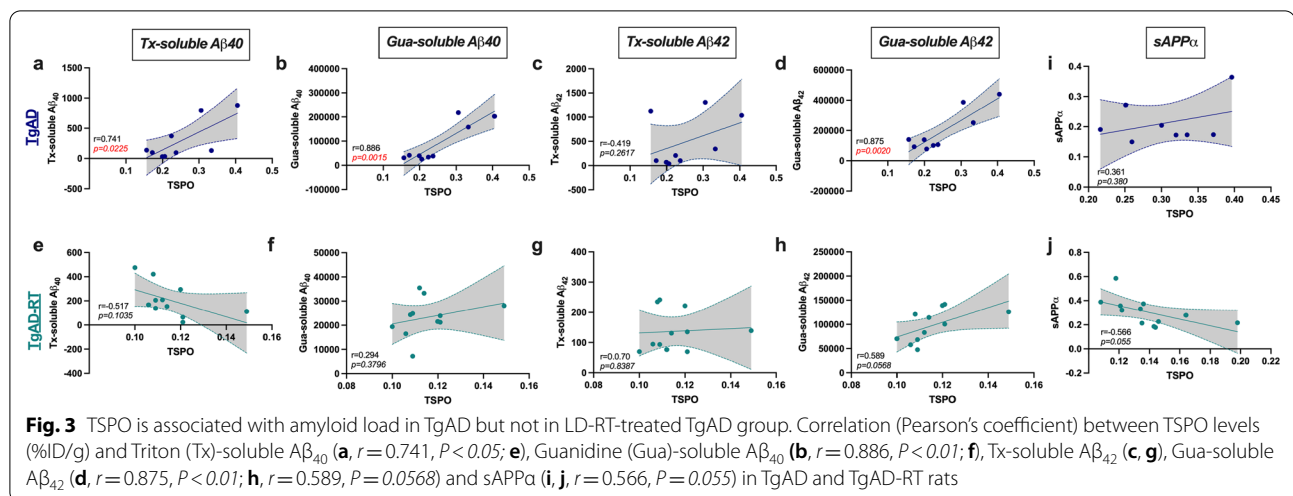 Tx-soluble Aβ40
Gua-soluble Aβ40
Tx-soluble Aβ42
Gua-soluble Aβ42
sAPPα
TgAD
a
Tx-soluble Aβ40
1500
1000
500
0
-500
0.1
0.2
0.3
0.4
0.5
TSPO
r=0.741
p=0.0225
b
Gua-soluble Aβ40
400000
300000
200000
100000
0
-100000
0.1
0.2
0.3
0.4
0.5
TSPO
r=0.886
p=0.0015
c
Tx-soluble Aβ42
2000
1500
1000
500
0
-500
0.1
0.2
0.3
0.4
0.5
TSPO
r=-0.419
p=0.2617
d
Gua-soluble Aβ42
600000
400000
200000
0
-200000
0.1
0.2
0.3
0.4
0.5
TSPO
r=0.875
p=0.0020
i
sAPPα
0.4
0.3
0.2
0.1
0.0
0.20
0.25
0.30
0.35
0.40
0.45
TSPO
r=0.361
p=0.380
TgAD-RT
e
Tx-soluble Aβ40
600
400
200
0
-200
-400
0.10
0.12
0.14
0.16
TSPO
r=-0.517
p=0.1035
f
Gua-soluble Aβ40
50000
40000
30000
20000
10000
0
0.08
0.10
0.12
0.14
0.16
TSPO
r=0.294
p=0.3796
g
Tx-soluble Aβ42
400
300
200
100
0
0.08
0.10
0.12
0.14
0.16
TSPO
r=0.0.70
p=0.8387
h
Gua-soluble Aβ42
250000
200000
150000
100000
50000
0
0.08
0.10
0.12
0.14
0.16
TSPO
r=0.589
p=0.0568
j
sAPPα
0.8
0.6
0.4
0.2
0.0
0.10
0.12
0.14
0.16
0.18
0.20
0.22
TSPO
r=-0.566
p=0.055
Fig. 3 TSPO is associated with amyloid load in TgAD but not in LD-RT-treated TgAD group. Correlation (Pearson's coefficient) between TSPO levels
(%ID/g) and Triton (Tx)-soluble Aβ40 (a, r = 0.741, P < 0.05; e), Guanidine (Gua)-soluble Aβ40 (b, r = 0.886, P < 0.01; f), Tx-soluble Aβ42 (c, g), Gua-soluble
Aβ42 (d, r = 0.875, P < 0.01; h, r = 0.589, P = 0.0568) and sAPPα (i, j, r = 0.566, P = 0.055) in TgAD and TgAD-RT rats